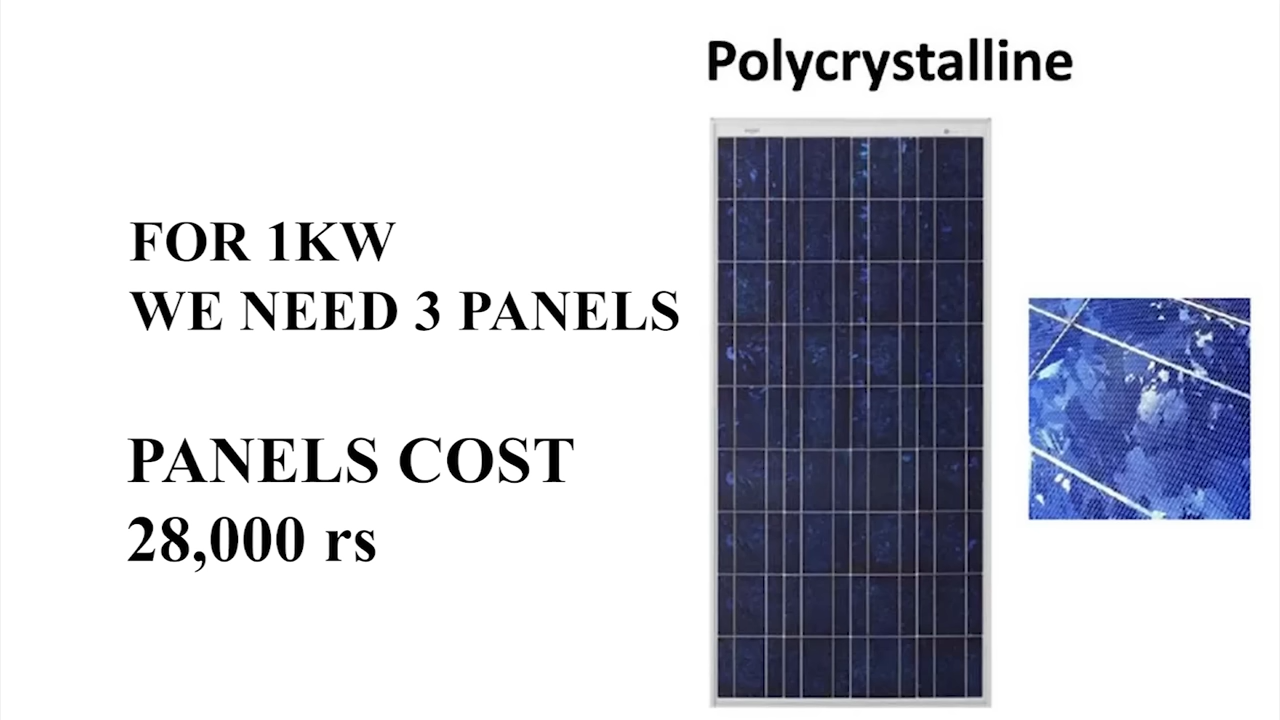 Polycrystalline
FOR 1KW
WE NEED 3 PANELS
PANELS COST
28,000 rs